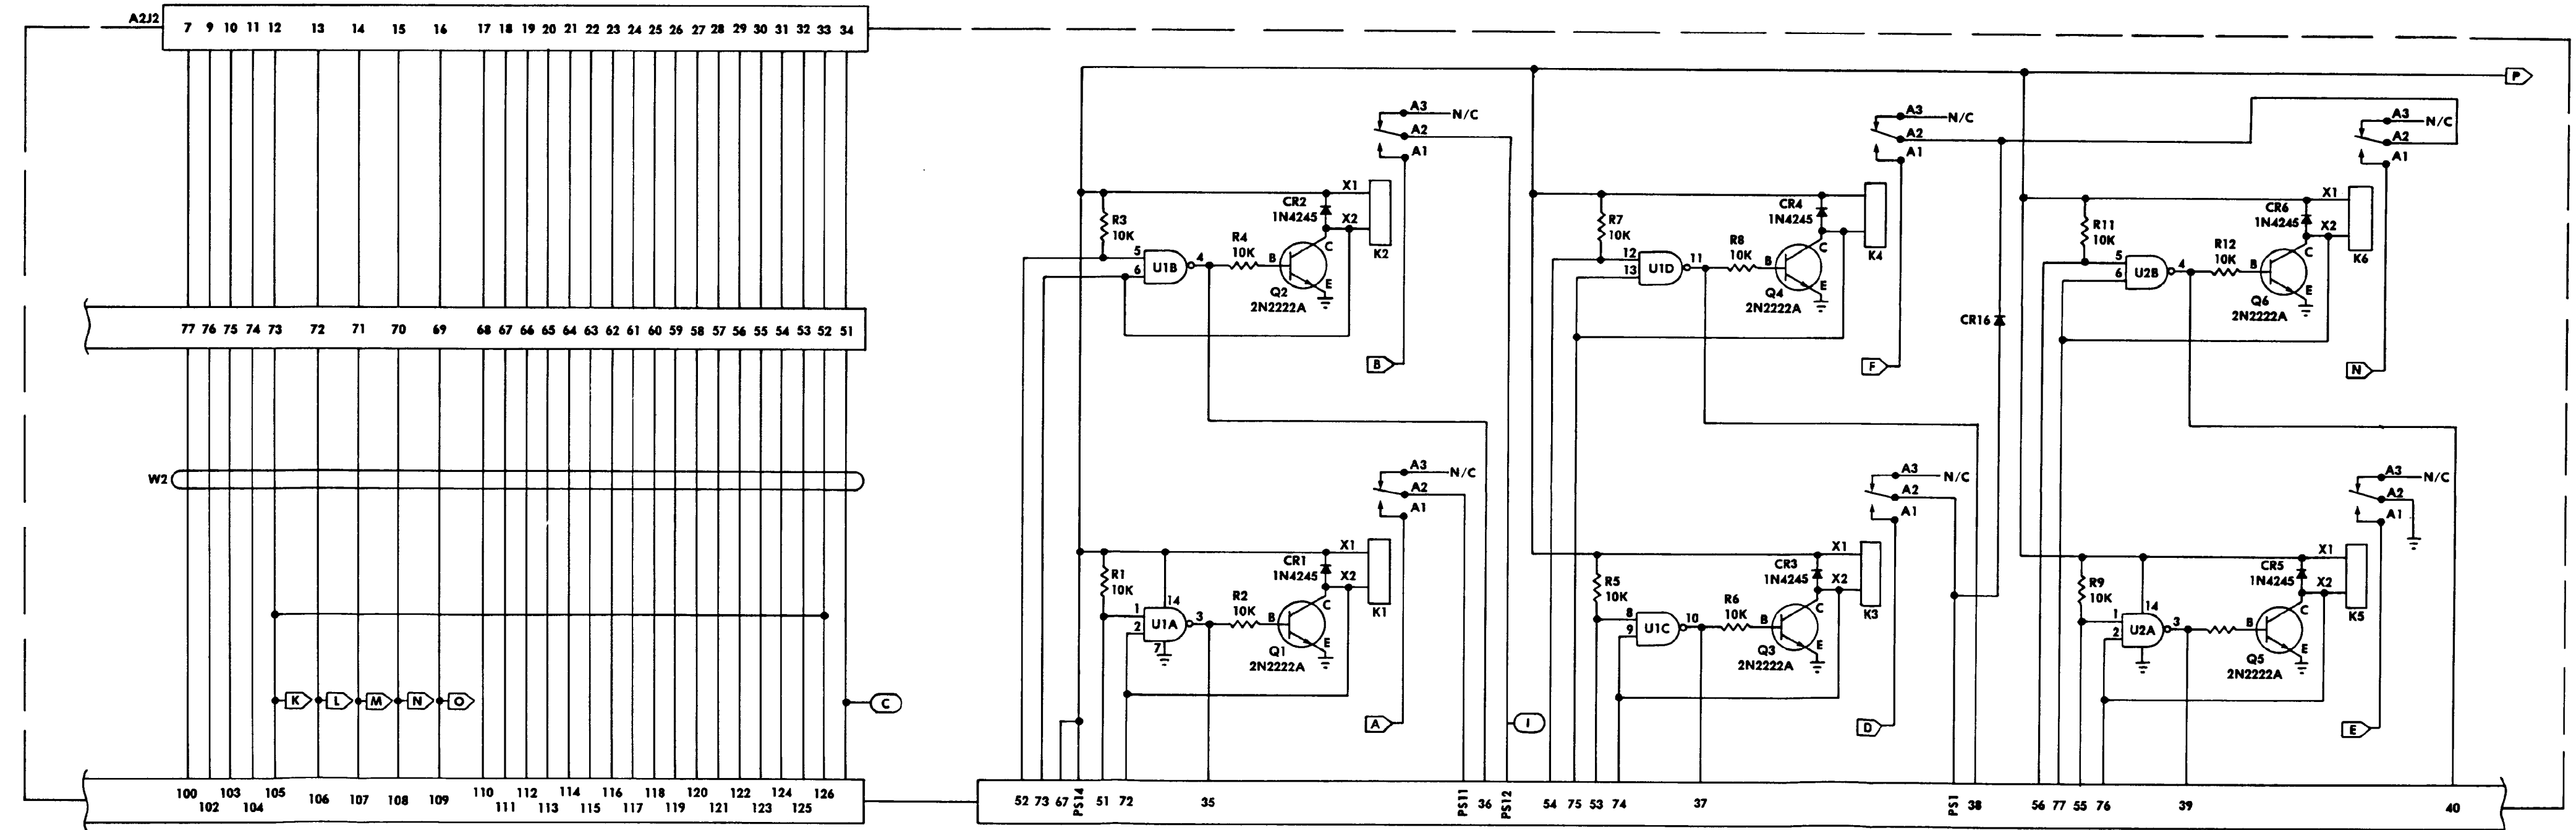 A2J2 7 9 10 11 12 13 14 15 16 17 18 19 20 21 22 23 24 25 26 27 28 29 30 31 32 33 34
P
A3 N/C
A2
A1
X1
CR2
1N4245
X2
R3
10K
R4
10K
5
6
U1B
4
B
C
E
K2
Q2
2N2222A
B
A3 N/C
A2
A1
X1
CR4
1N4245
R7
10K
R8
10K
12
13
U1D
11
B
C
E
K4
Q4
2N2222A
F
CR16
A3 N/C
A2
A1
X1
CR6
1N4245
X2
R11
10K
R12
10K
5
6
U2B
4
B
C
E
K6
Q6
2N2222A
N
77 76 75 74 73 72 71 70 69 68 67 66 65 64 63 62 61 60 59 58 57 56 55 54 53 52 51
W2
K L M N O
C
A3 N/C
A2
A1
X1
CR1
1N4245
X2
R1
10K
R2
10K
14
1
2
U1A
3
7
B
C
E
K1
Q1
2N2222A
A
I
A3 N/C
A2
A1
X1
CR3
1N4245
X2
R5
10K
R6
10K
8
9
U1C
10
B
C
E
K3
Q3
2N2222A
D
A3 N/C
A2
A1
X1
CR5
1N4245
X2
R9
10K
14
1
2
U2A
3
B
C
E
K5
Q5
2N2222A
E
100 102 103 104 105 106 107 108 109 110 111 112 113 114 115 116 117 118 119 120 121 122 123 124 125 126
52 73 67 PS14 51 72 35 PS11 36 PS12 54 75 53 74 37 PS1 38 56 77 55 76 39 40